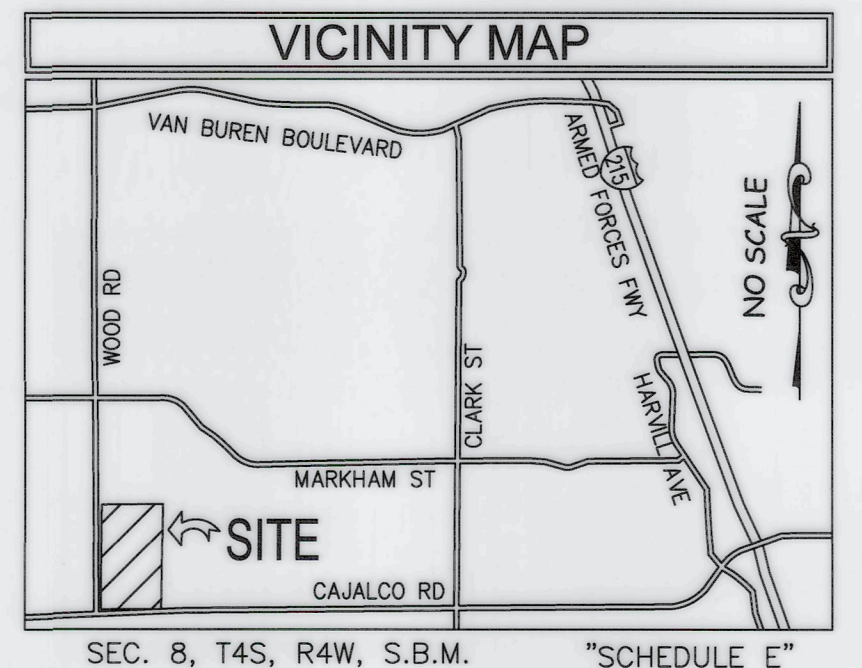 VICINITY MAP
VAN BUREN BOULEVARD
ARMED FORCES FWY
215
NO SCALE
WOOD RD
CLARK ST
HARVILL AVE
MARKHAM ST
SITE
CAJALCO RD
SEC. 8, T4S, R4W, S.B.M.
"SCHEDULE E"